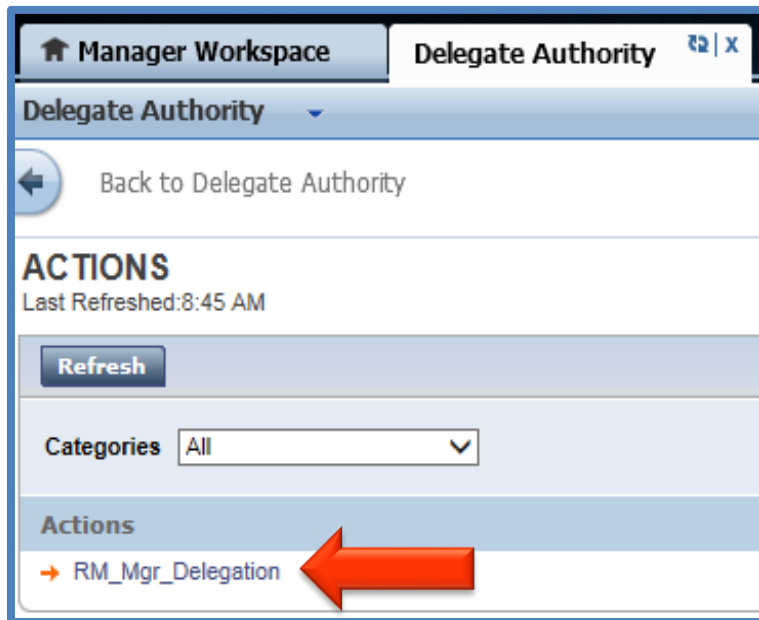 Manager Workspace
Delegate Authority X
Delegate Authority
Back to Delegate Authority
ACTIONS
Last Refreshed:8:45 AM
Refresh
Categories All
Actions
RM_Mgr_Delegation